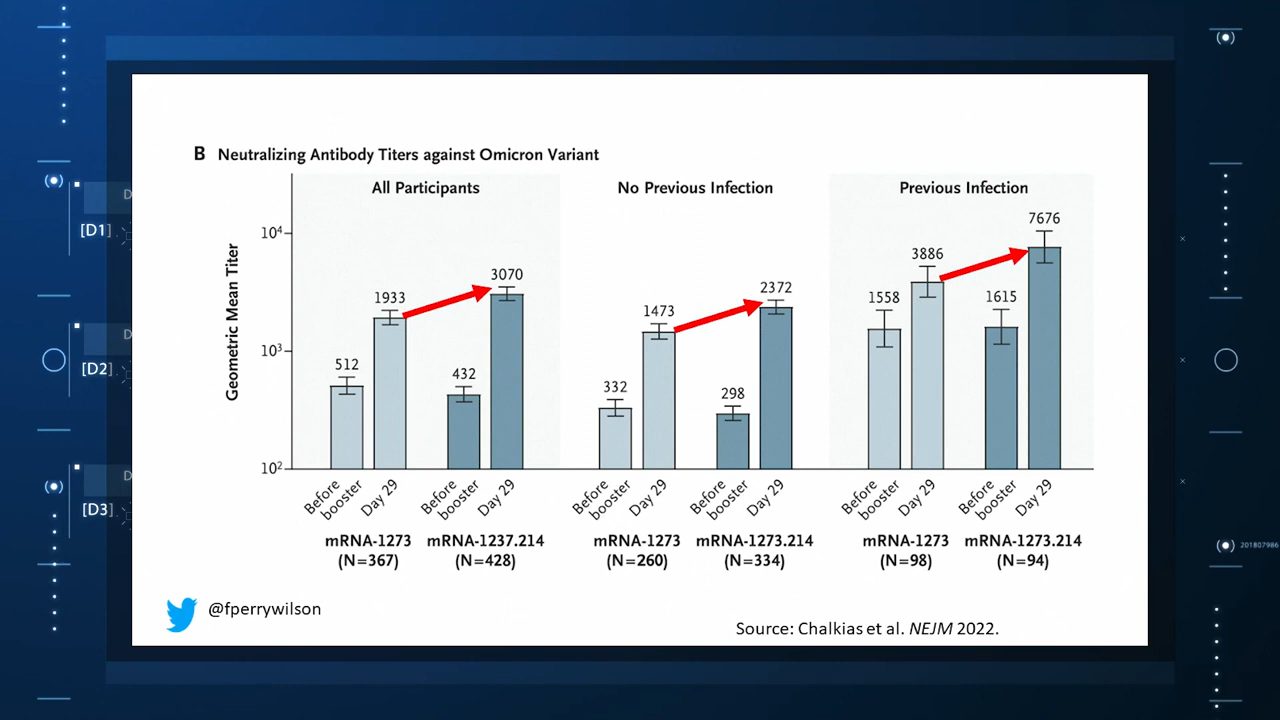 B Neutralizing Antibody Titers against Omicron Variant
All Participants
No Previous Infection
Previous Infection
Geometric Mean Titer
10⁴
10³
10²
512
1933
432
3070
332
1473
298
2372
1558
3886
1615
7676
Before booster
Day 29
Before booster
Day 29
Before booster
Day 29
Before booster
Day 29
Before booster
Day 29
Before booster
Day 29
mRNA-1273
(N=367)
mRNA-1237.214
(N=428)
mRNA-1273
(N=260)
mRNA-1273.214
(N=334)
mRNA-1273
(N=98)
mRNA-1273.214
(N=94)
@fperrywilson
Source: Chalkias et al. NEJM 2022.
D
[D1]
D
[D2]
D
[D3]
201807986